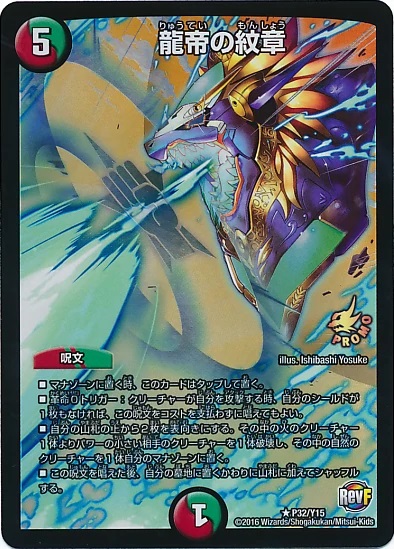 5
りゅうてい もんしょう
龍帝の紋章
PROMO
illus. Ishibashi Yosuke
呪文
■ マナゾーンに置く時、このカードはタップして置く。
■ 革命0トリガー：クリーチャーが自分を攻撃する時、自分のシールドが
1枚もなければ、この呪文をコストを支払わずに唱えてもよい。
■ 自分の山札の上から2枚を表向きにする。その中の火のクリーチャー
1体よりパワーの小さい相手のクリーチャーを1体破壊し、その中の自然の
クリーチャーを1体自分のマナゾーンに置く。
■ この呪文を唱えた後、自分の墓地に置くかわりに山札に加えてシャッフル
する。
1
RevF
★P32/Y15
©2016 Wizards/Shogakukan/Mitsui-Kids